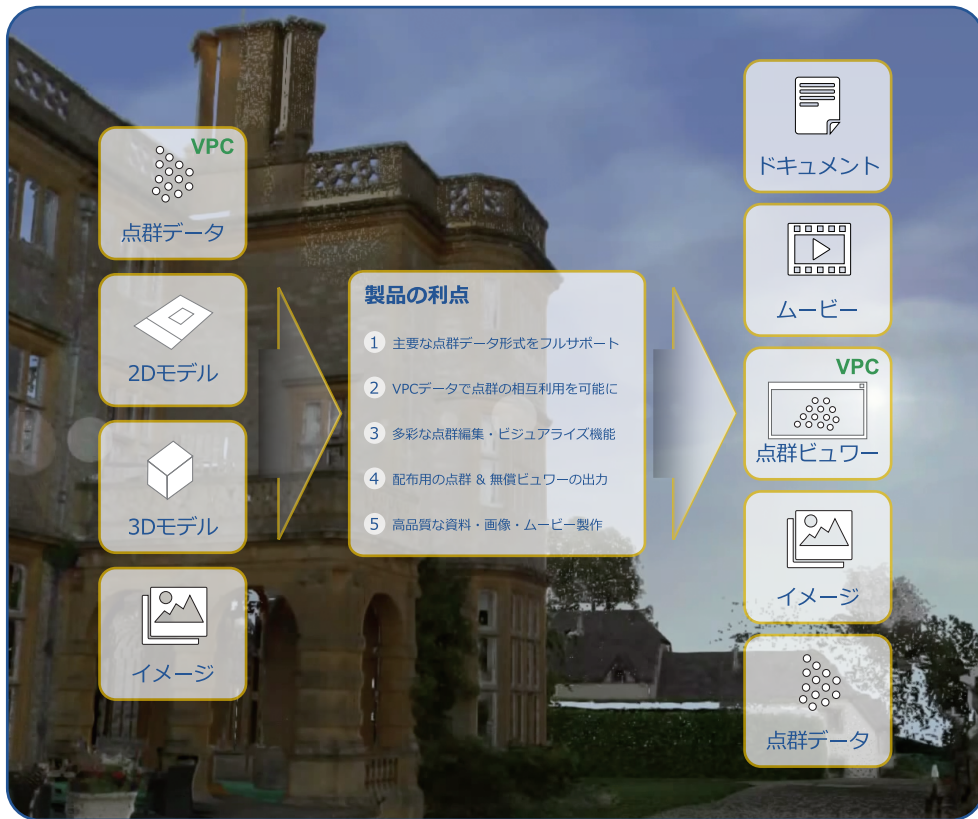 VPC
点群データ
2Dモデル
3Dモデル
イメージ
製品の利点
1 主要な点群データ形式をフルサポート
2 VPCデータで点群の相互利用を可能に
3 多彩な点群編集・ビジュアライズ機能
4 配布用の点群 & 無償ビュワーの出力
5 高品質な資料・画像・ムービー製作
ドキュメント
ムービー
VPC
点群ビュワー
イメージ
点群データ